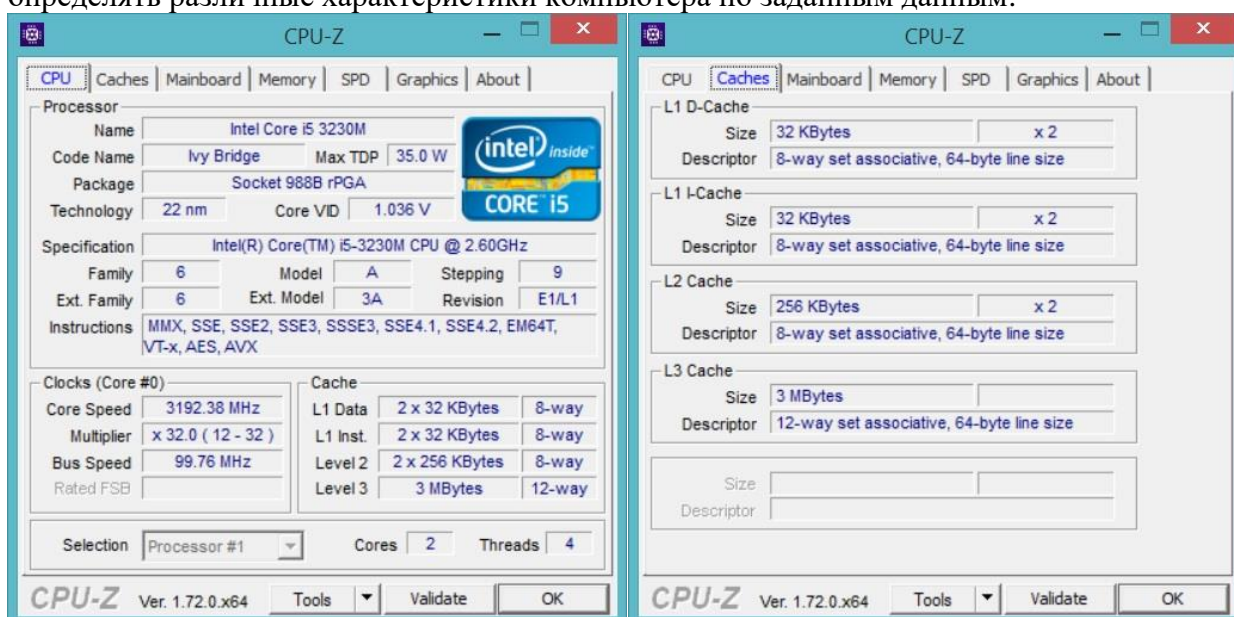 определять различные характеристики компьютера по заданным данным.
CPU-Z
CPU Caches Mainboard Memory SPD Graphics About
Processor
Name Intel Core i5 3230M
Code Name Ivy Bridge Max TDP 35.0 W
Package Socket 988B rPGA
Technology 22 nm Core VID 1.036 V
(intel) inside™
CORE i5
Specification Intel(R) Core(TM) i5-3230M CPU @ 2.60GHz
Family 6 Model A Stepping 9
Ext. Family 6 Ext. Model 3A Revision E1/L1
Instructions MMX, SSE, SSE2, SSE3, SSSE3, SSE4.1, SSE4.2, EM64T,
VT-x, AES, AVX
Clocks (Core #0)
Core Speed 3192.38 MHz
Multiplier x 32.0 ( 12 - 32 )
Bus Speed 99.76 MHz
Rated FSB
Cache
L1 Data 2 x 32 KBytes 8-way
L1 Inst. 2 x 32 KBytes 8-way
Level 2 2 x 256 KBytes 8-way
Level 3 3 MBytes 12-way
Selection Processor #1 Cores 2 Threads 4
CPU-Z Ver. 1.72.0.x64 Tools Validate OK
CPU-Z
CPU Caches Mainboard Memory SPD Graphics About
L1 D-Cache
Size 32 KBytes x 2
Descriptor 8-way set associative, 64-byte line size
L1 I-Cache
Size 32 KBytes x 2
Descriptor 8-way set associative, 64-byte line size
L2 Cache
Size 256 KBytes x 2
Descriptor 8-way set associative, 64-byte line size
L3 Cache
Size 3 MBytes
Descriptor 12-way set associative, 64-byte line size
Size
Descriptor
CPU-Z Ver. 1.72.0.x64 Tools Validate OK